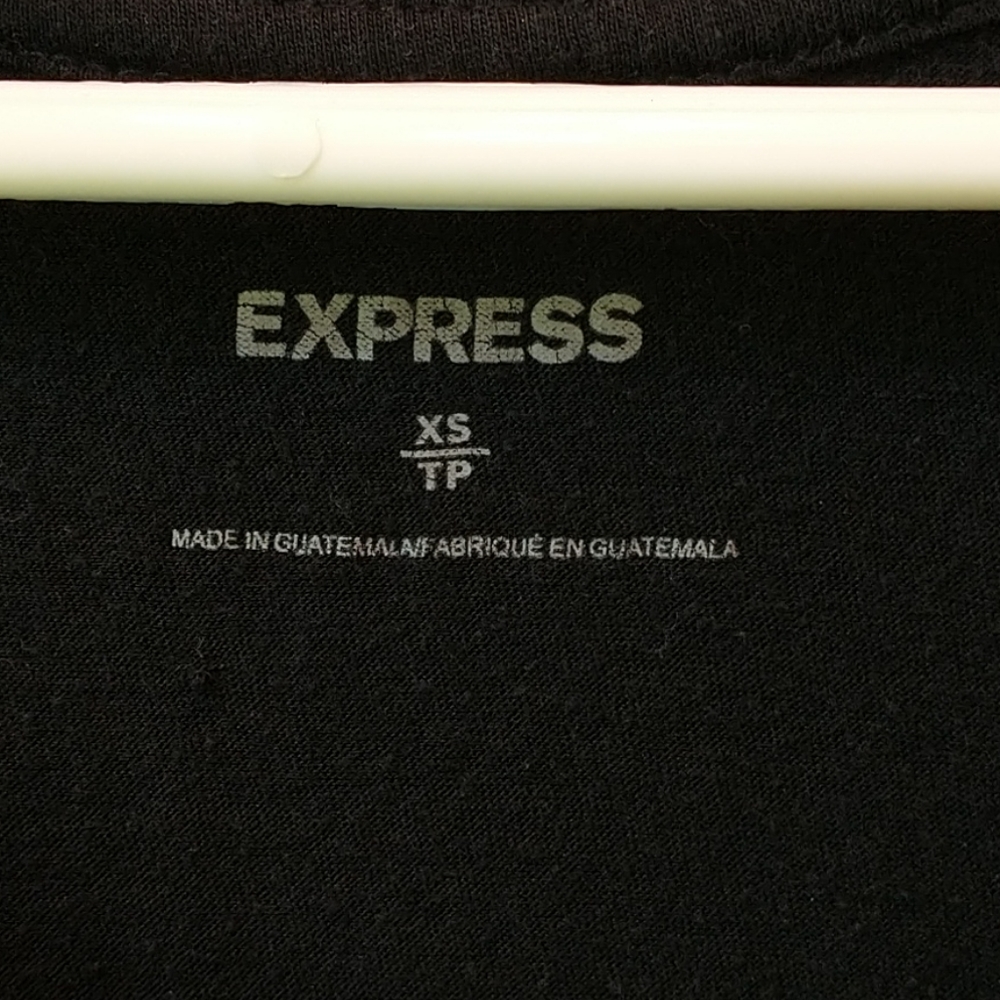 EXPRESS
XS
TP
MADE IN GUATEMALA/FABRIQUÉ EN GUATEMALA